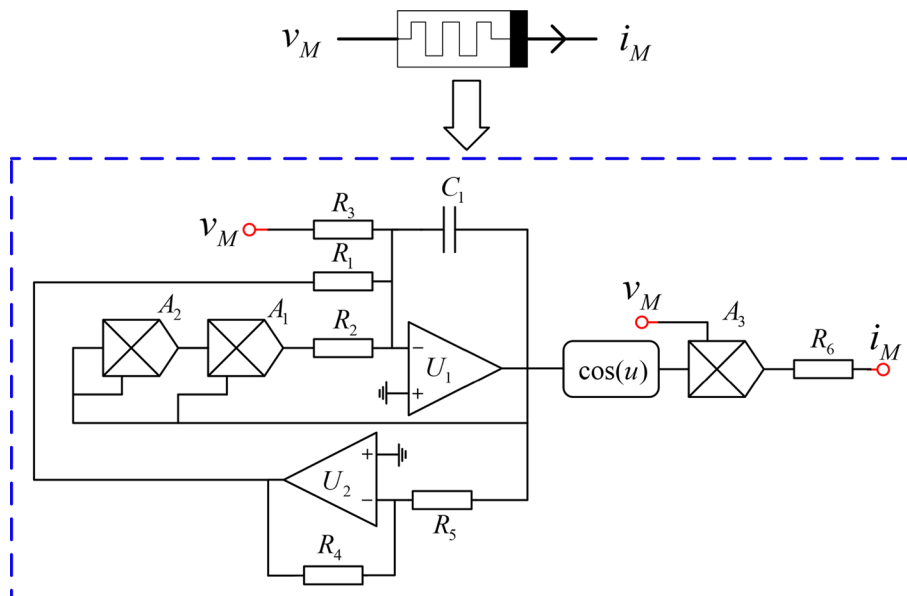 v_M
i_M
C_1
R_3
v_M
R_1
v_M
A_3
A_2
A_1
R_2
R_6
i_M
−
U_1
cos(u)
+
+
U_2
−
R_5
R_4